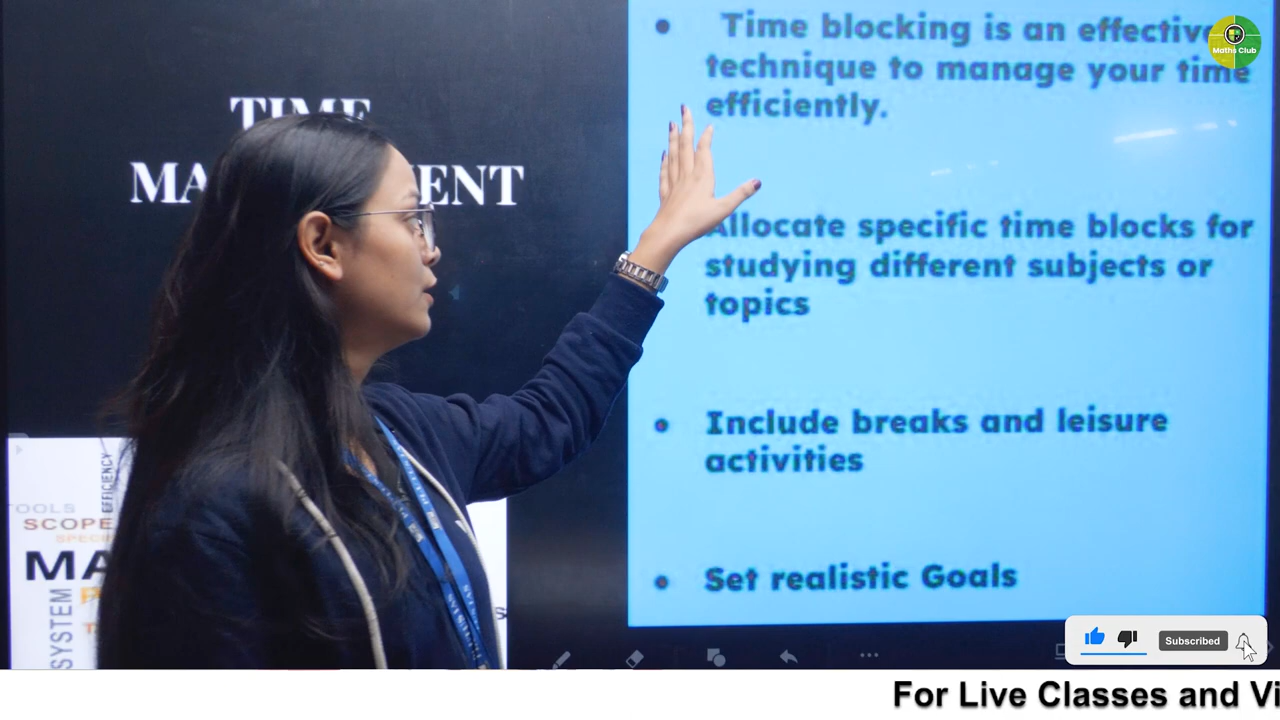 TIME
MA ENT
Time blocking is an effective
technique to manage your time
efficiently.
Allocate specific time blocks for
studying different subjects or
topics
Include breaks and leisure
activities
Set realistic Goals
Maths Club
TOOLS
EFFICIENCY
SCOPE
SPECI
MA
SYSTEM
Subscribed
For Live Classes and Vi